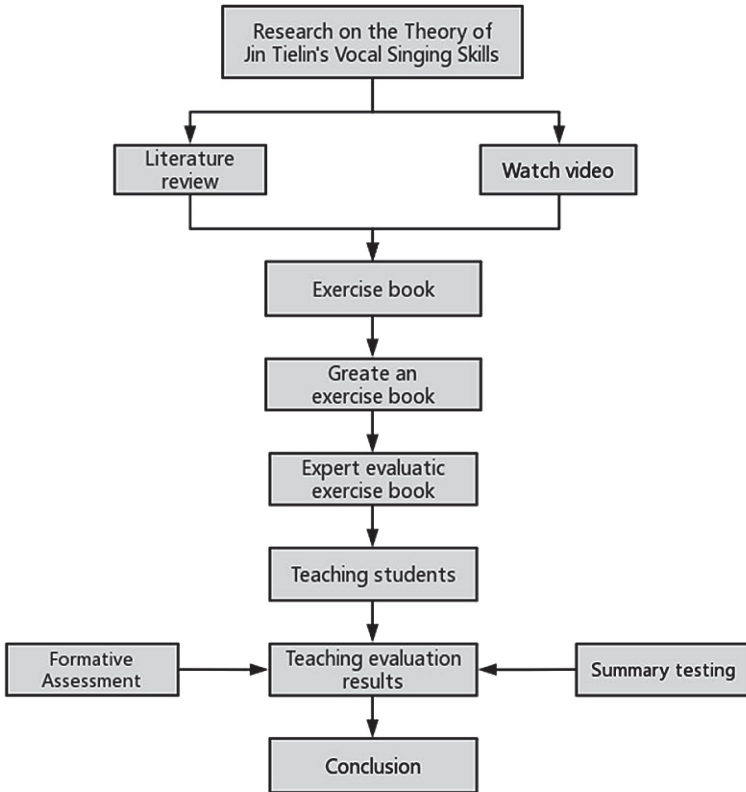 Research on the Theory of
Jin Tielin's Vocal Singing Skills
Literature
review
Watch video
Exercise book
Greate an
exercise book
Expert evaluatic
exercise book
Teaching students
Formative
Assessment
Teaching evaluation
results
Summary testing
Conclusion